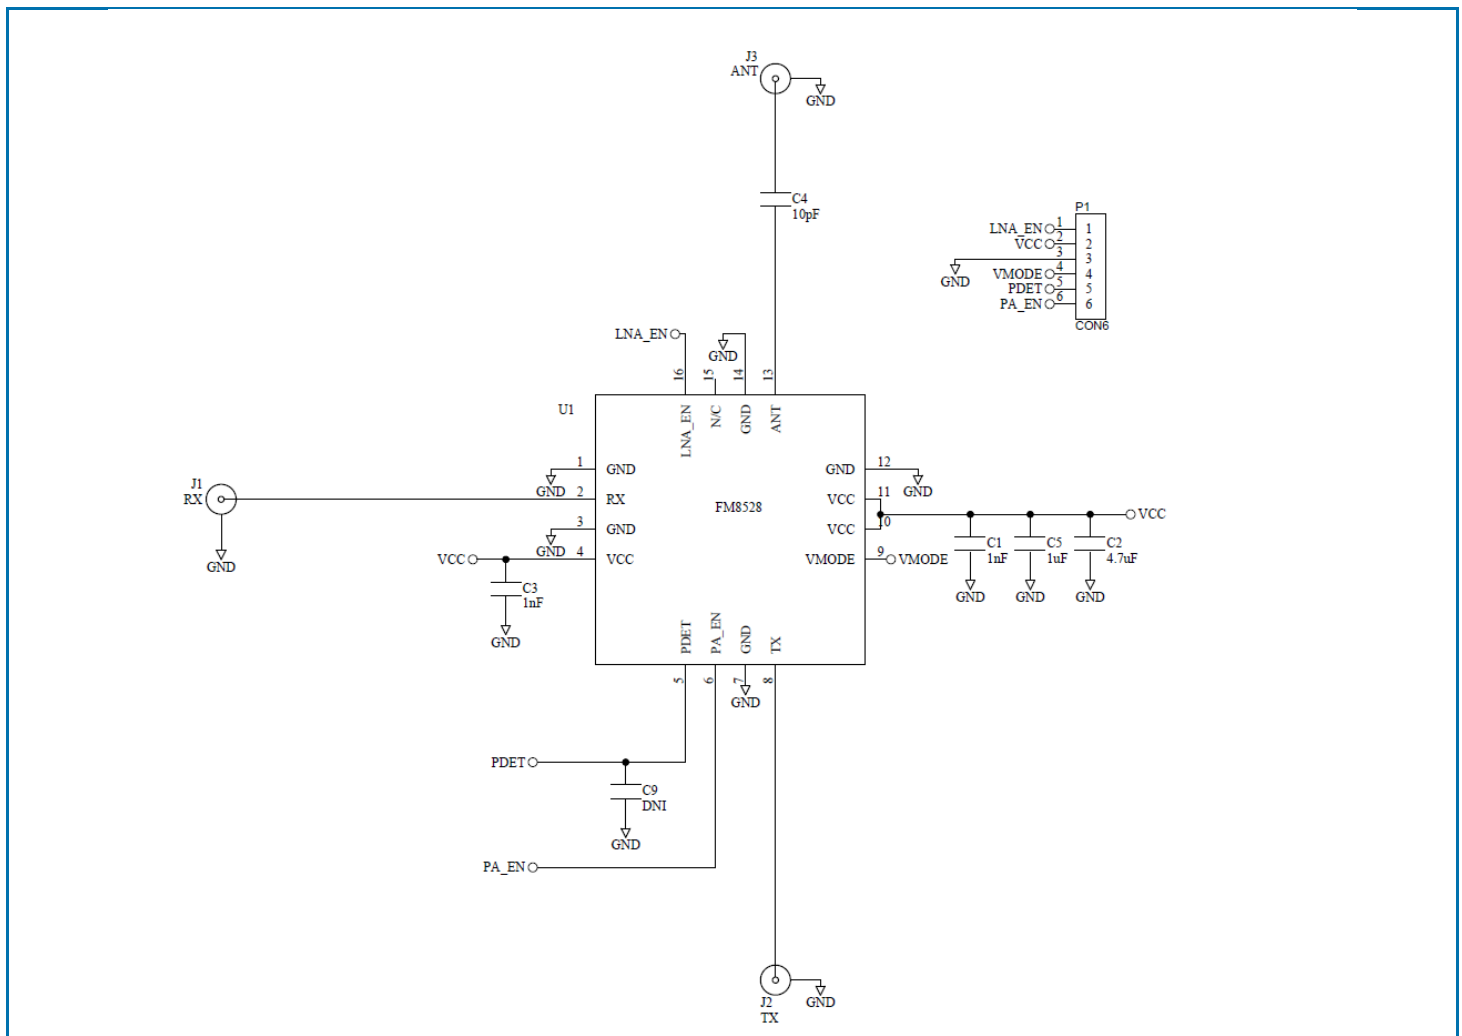 J3
ANT
GND
C4
10pF
P1
LNA_EN 1 1
VCC 2 2
3 3
GND
VMODE 4 4
PDET 5 5
PA_EN 6 6
CON6
LNA_EN
GND
16 15 14 13
U1
LNA_EN N/C GND ANT
1 GND
GND
J1
RX
GND
2 RX
3 GND
GND
VCC 4 VCC
C3
1nF
GND
FM8528
GND 12
GND
VCC 11
VCC 10
VCC
VMODE 9 VMODE
C1
1nF
GND
C5
1uF
GND
C2
4.7uF
GND
PDET PA_EN GND TX
5 6 7 8
GND
PDET
C9
DNI
GND
PA_EN
J2
TX
GND